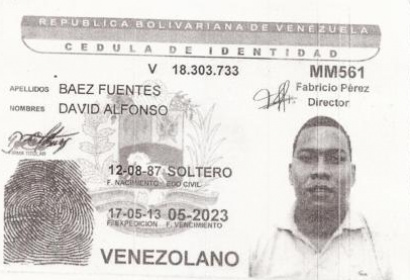 REPUBLICA BOLIVARIANA DE VENEZUELA
CEDULA DE IDENTIDAD
V 18.303.733 MM561
APELLIDOS BAEZ FUENTES Fabricio Pérez
Director
NOMBRES DAVID ALFONSO
12-08-87 SOLTERO
F. NACIMIENTO EDO CIVIL
17-05-13 05-2023
F. EXPEDICION F. VENCIMIENTO
VENEZOLANO